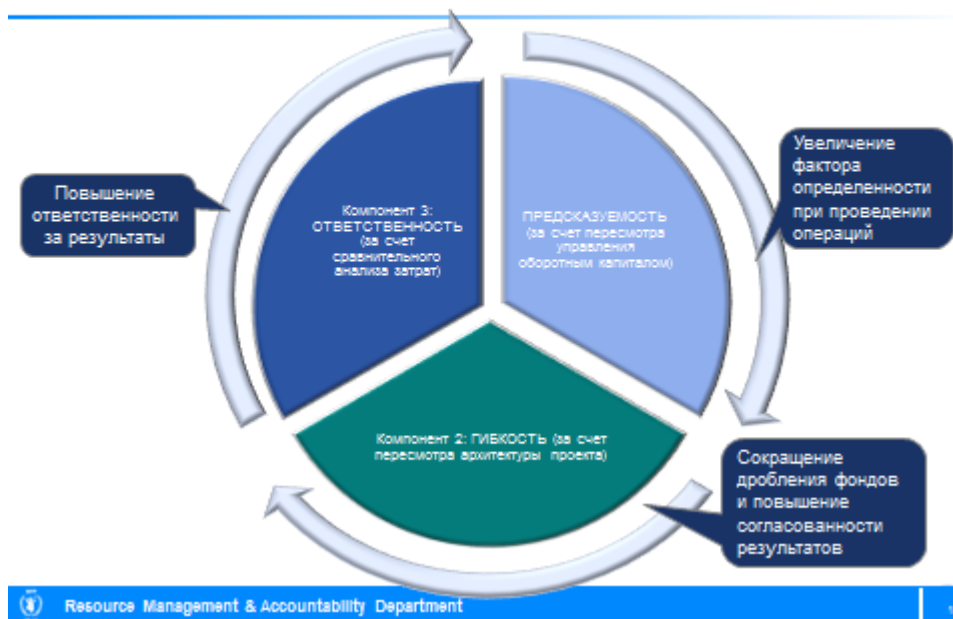 Увеличение
фактора
определенности
при проведении
операций
Повышение
ответственности
за результаты
Компонент 3:
ОТВЕТСТВЕННОСТЬ
(за счет
сравнительного
анализа затрат)
ПРЕДСКАЗУЕМОСТЬ
(за счет пересмотра
управления
оборотным капиталом)
Компонент 2: ГИБКОСТЬ (за счет
пересмотра архитектуры проекта)
Сокращение
дробления фондов
и повышение
согласованности
результатов
Resource Management & Accountability Department